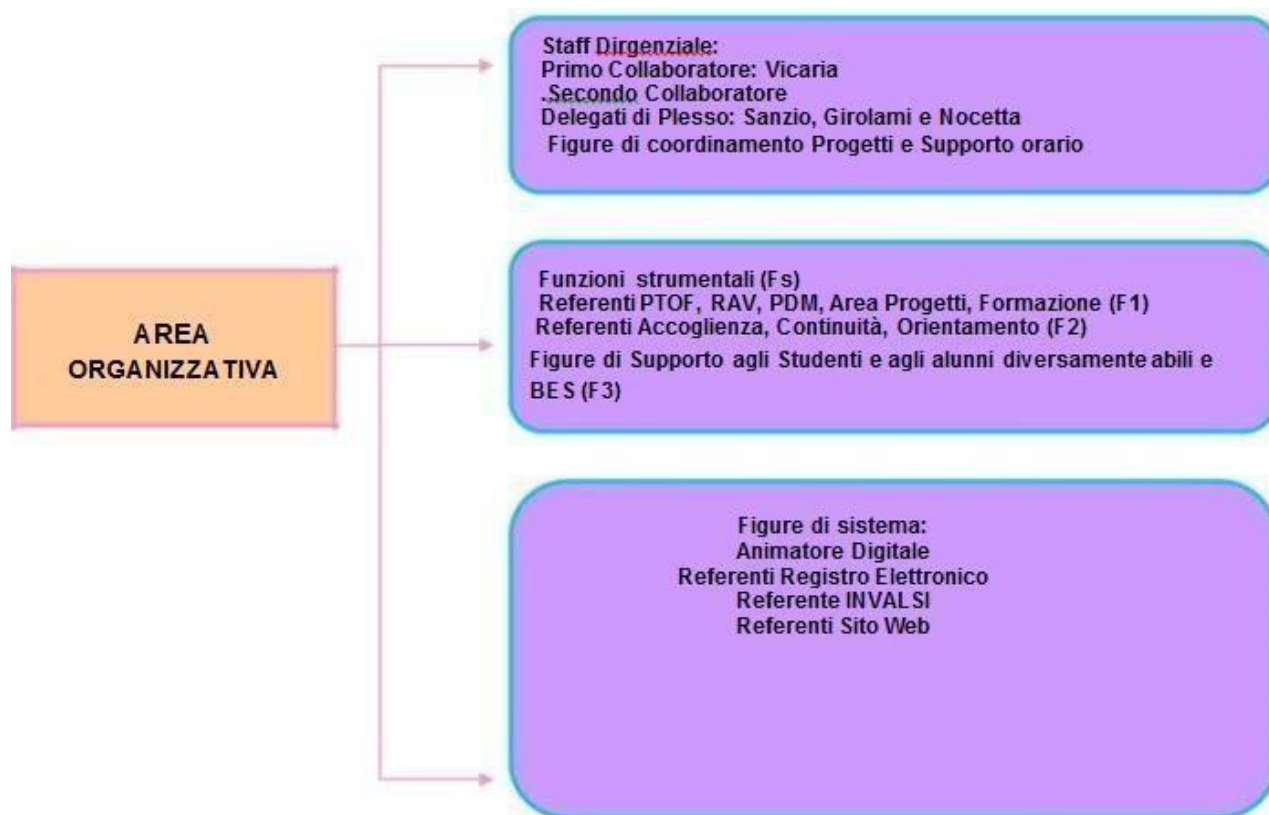 Staff Dirgenziale:
Primo Collaboratore: Vicaria
.Secondo Collaboratore
Delegati di Plesso: Sanzio, Girolami e Nocetta
Figure di coordinamento Progetti e Supporto orario
AREA
ORGANIZZATIVA
Funzioni strumentali (Fs)
Referenti PTOF, RAV, PDM, Area Progetti, Formazione (F1)
Referenti Accoglienza, Continuità, Orientamento (F2)
Figure di Supporto agli Studenti e agli alunni diversamente abili e
BES (F3)
Figure di sistema:
Animatore Digitale
Referenti Registro Elettronico
Referente INVALSI
Referenti Sito Web